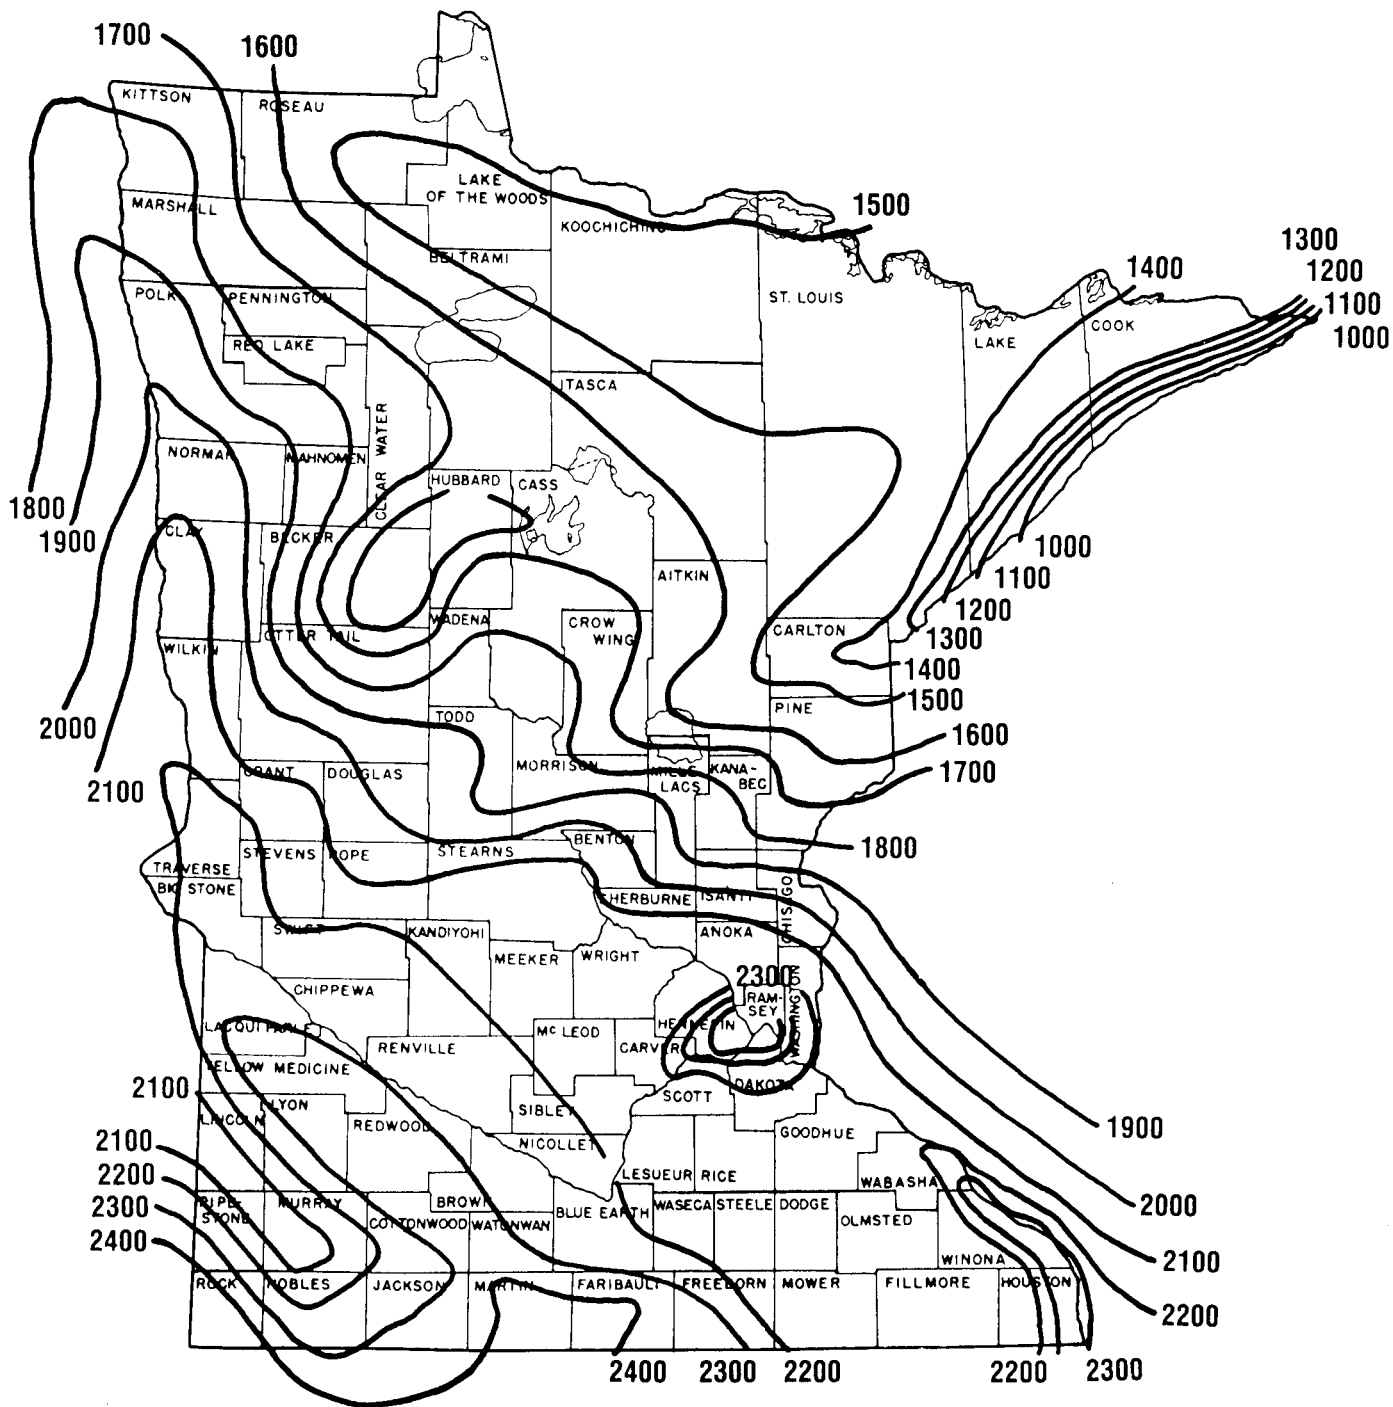 1700
1600
KITTSON
ROSEAU
LAKE
OF THE WOODS
MARSHALL
KOOCHICHING
1500
1300
1200
1100
1000
1400
BELTRAMI
POLK
PENNINGTON
ST. LOUIS
COOK
LAKE
RED LAKE
ITASCA
CLEAR WATER
NORMAN
MAHNOMEN
HUBBARD
CASS
1800
1900
CLAY
BECKER
1000
1100
1200
1300
1400
1500
AITKIN
WADENA
CROW
WING
CARLTON
OTTER TAIL
WILKIN
2000
TODD
PINE
1600
1700
2100
GRANT
DOUGLAS
MORRISON
MILLE
LACS
KANA-
BEC
1800
BENTON
STEVENS
POPE
STEARNS
TRAVERSE
BIG STONE
SHERBURNE
ISANTI
CHISAGO
SWIFT
KANDIYOHI
ANOKA
MEEKER
WRIGHT
2300
RAM-
SEY
WASHINGTON
CHIPPEWA
LACQUI PARLE
Mc LEOD
HENNEPIN
RENVILLE
CARVER
YELLOW MEDICINE
DAKOTA
2100
LYON
SCOTT
LINCOLN
REDWOOD
SIBLEY
1900
2100
NICOLLET
GOODHUE
2200
LESUEUR
RICE
WABASHA
2300
PIPE-
STONE
MURRAY
BROWN
2000
COTTONWOOD
WATONWAN
BLUE EARTH
WASECA
STEELE
DODGE
OLMSTED
2400
WINONA
2100
ROCK
NOBLES
JACKSON
MARTIN
FARIBAULT
FREEBORN
MOWER
FILLMORE
HOUSTON
2200
2400
2300
2200
2200
2300